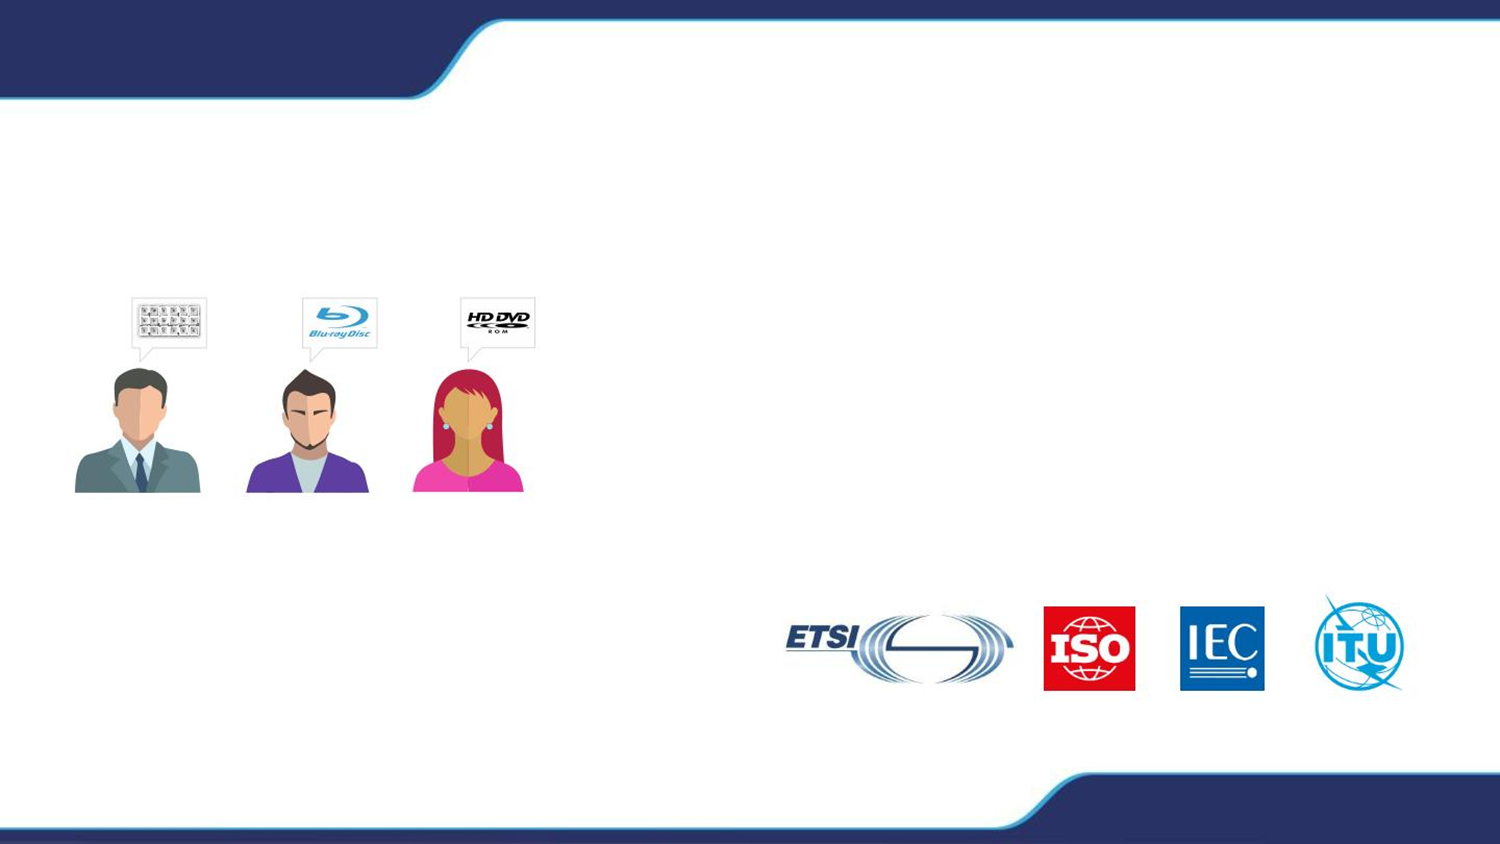 Blu-ray Disc
HD DVD
ROM
ETSI
ISO
IEC
ITU